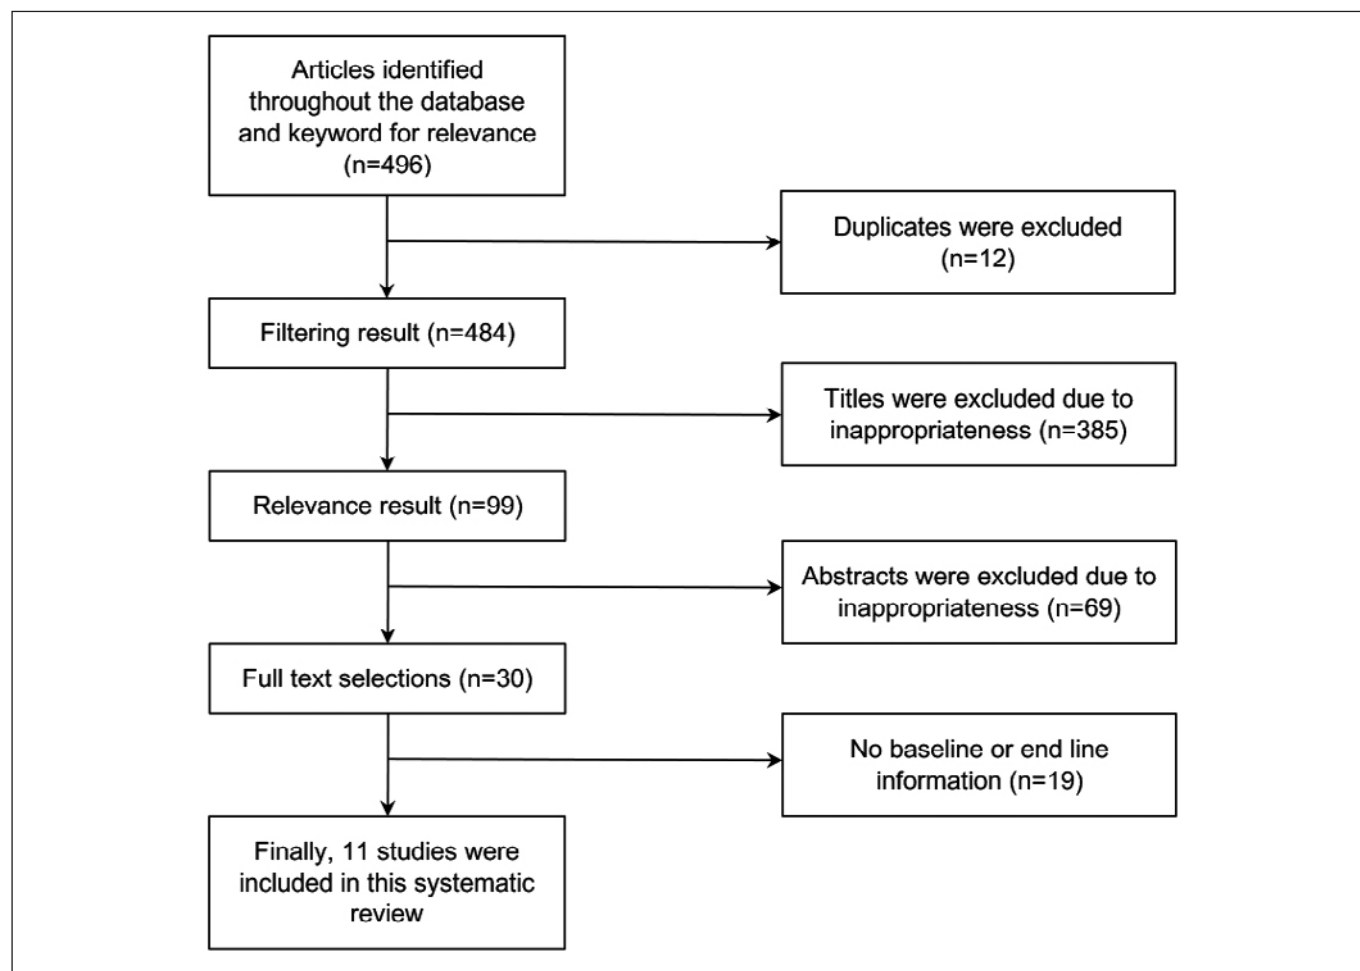 Articles identified
throughout the database
and keyword for relevance
(n=496)
Duplicates were excluded
(n=12)
Filtering result (n=484)
Titles were excluded due to
inappropriateness (n=385)
Relevance result (n=99)
Abstracts were excluded due to
inappropriateness (n=69)
Full text selections (n=30)
No baseline or end line
information (n=19)
Finally, 11 studies were
included in this systematic
review